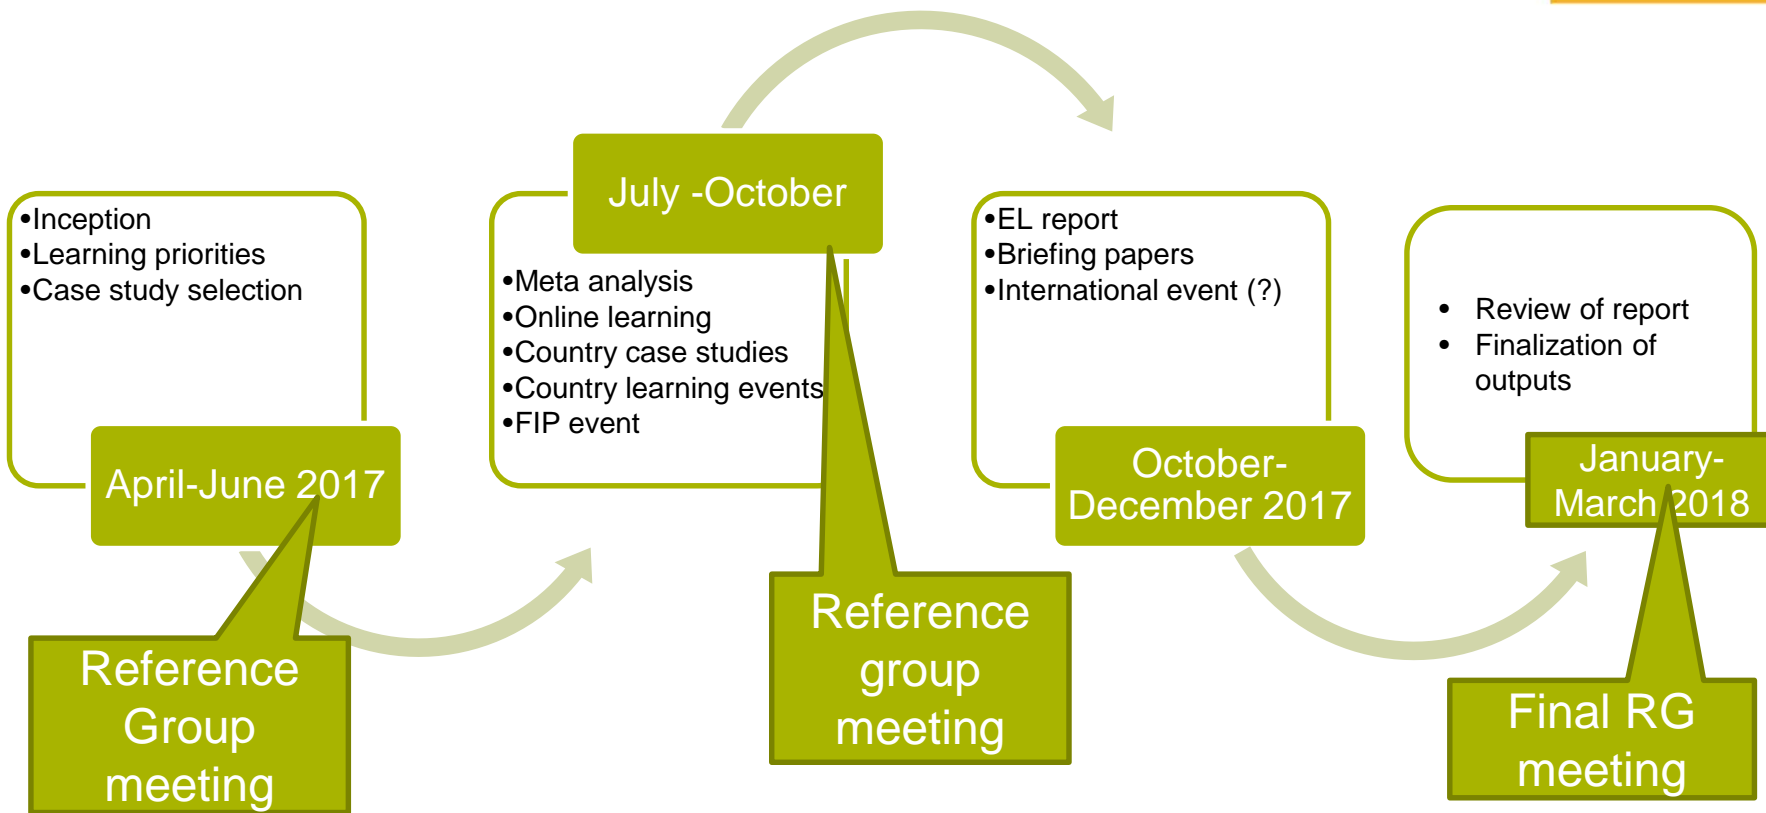 •Inception
•Learning priorities
•Case study selection
April-June 2017
Reference
Group
meeting
July -October
•Meta analysis
•Online learning
•Country case studies
•Country learning events
•FIP event
Reference
group
meeting
•EL report
•Briefing papers
•International event (?)
October-
December 2017
• Review of report
• Finalization of
outputs
January-
March 2018
Final RG
meeting